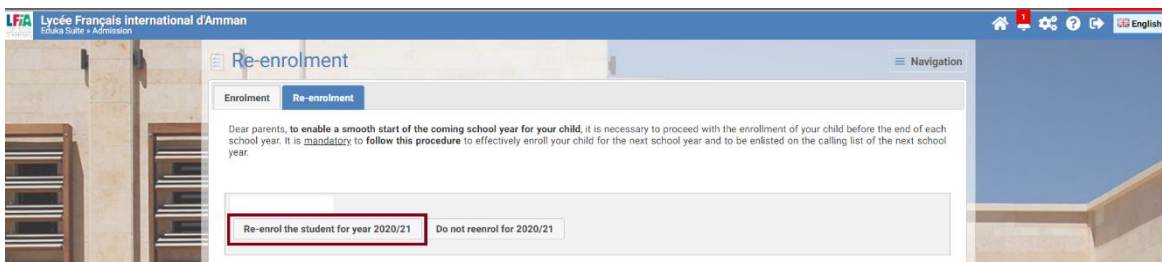 LFiA
Lycée Français international d'Amman
Eduka Suite » Admission
1
English
Re-enrolment
Navigation
Enrolment
Re-enrolment
Dear parents, to enable a smooth start of the coming school year for your child, it is necessary to proceed with the enrollment of your child before the end of each
school year. It is mandatory to follow this procedure to effectively enroll your child for the next school year and to be enlisted on the calling list of the next school
year.
Re-enrol the student for year 2020/21
Do not reenrol for 2020/21